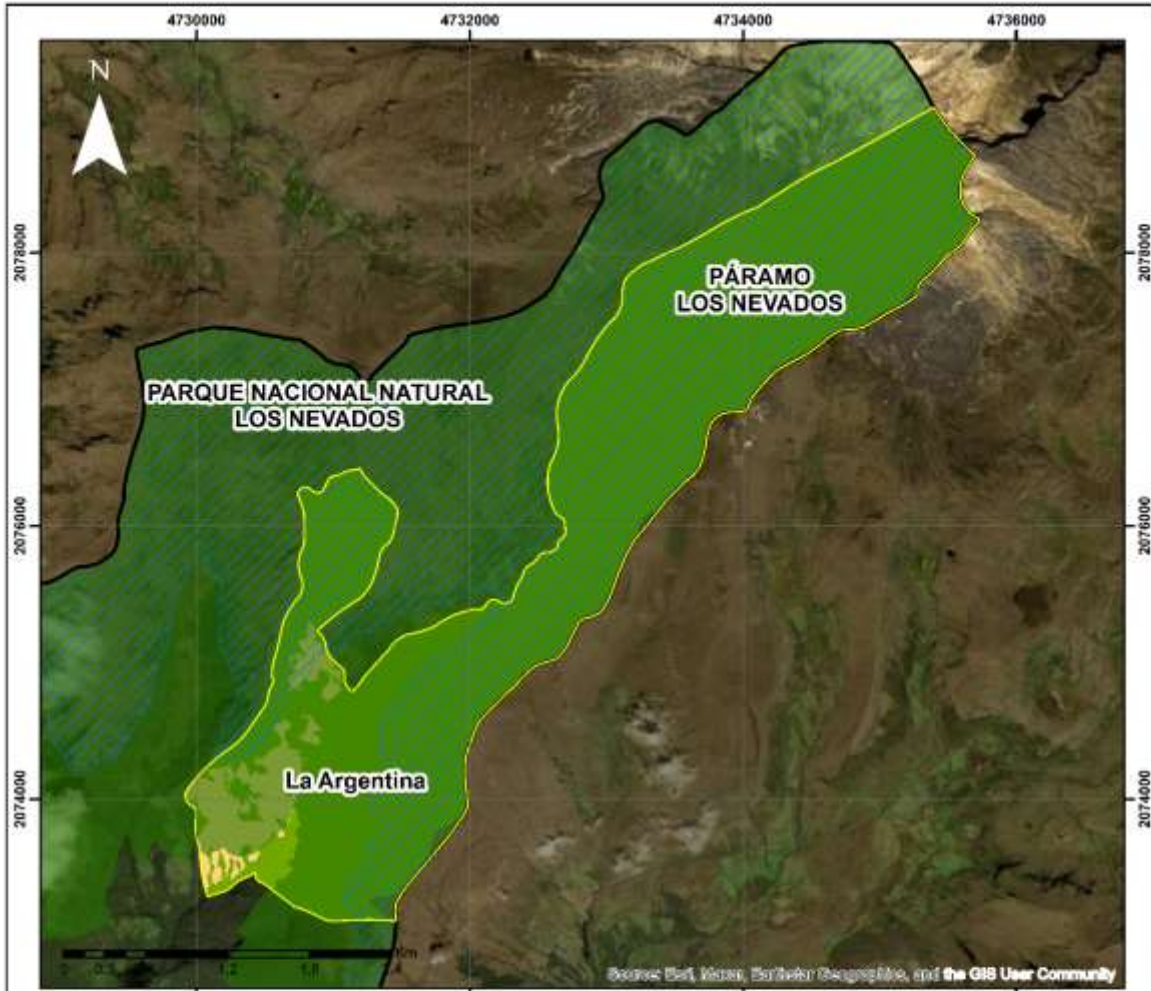 4730000 4732000 4734000 4736000
N
2078000 2078000
PÁRAMO
LOS NEVADOS
PARQUE NACIONAL NATURAL
LOS NEVADOS
2076000 2076000
La Argentina
2074000 2074000
and the GIS User Community